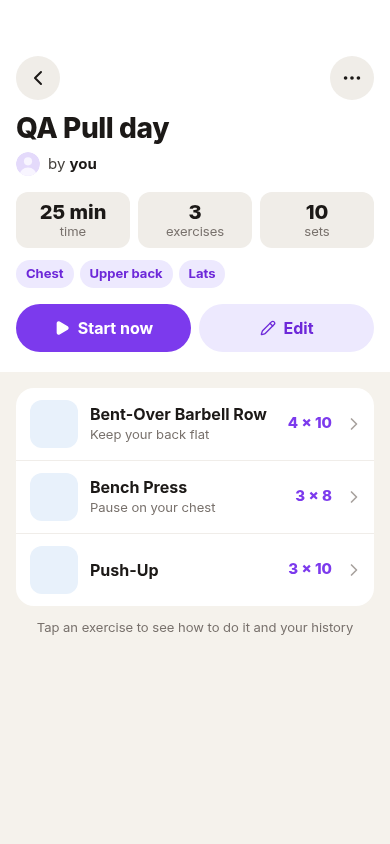 QA Pull day
by you
25 min
time
3
exercises
10
sets
Chest
Upper back
Lats
Start now
Edit
Bent-Over Barbell Row
Keep your back flat
4 × 10
Bench Press
Pause on your chest
3 × 8
Push-Up
3 × 10
Tap an exercise to see how to do it and your history